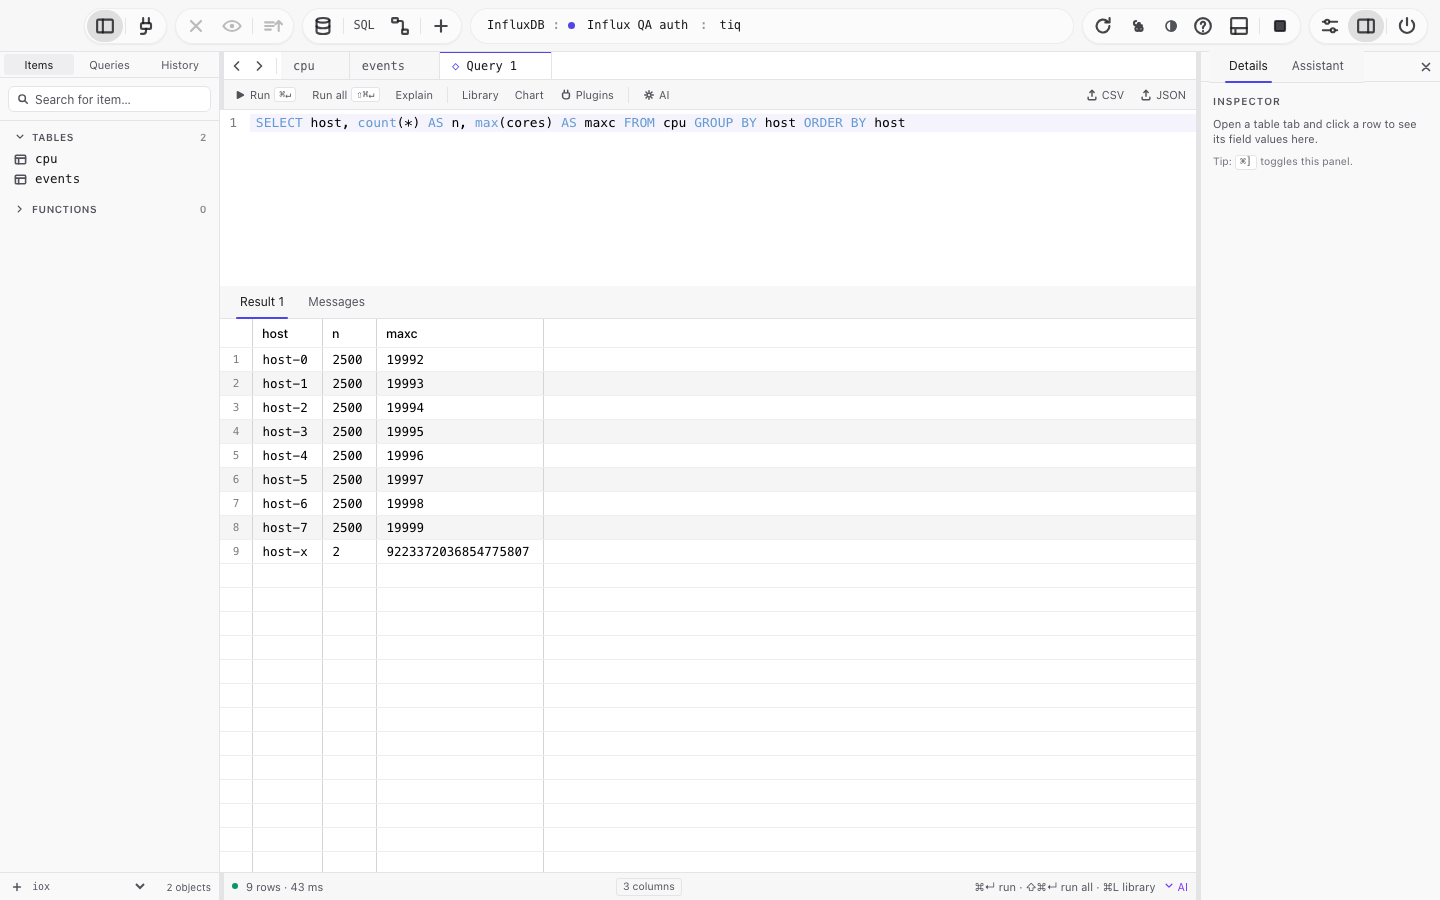 SQL
InfluxDB : Influx QA auth : tiq
Items Queries History
Search for item...
TABLES 2
cpu
events
FUNCTIONS 0
cpu events Query 1
Run ⌘↵ Run all ⇧⌘↵ Explain Library Chart Plugins AI CSV JSON
1 SELECT host, count(*) AS n, max(cores) AS maxc FROM cpu GROUP BY host ORDER BY host
Result 1 Messages
host n maxc
1 host-0 2500 19992
2 host-1 2500 19993
3 host-2 2500 19994
4 host-3 2500 19995
5 host-4 2500 19996
6 host-5 2500 19997
7 host-6 2500 19998
8 host-7 2500 19999
9 host-x 2 9223372036854775807
Details Assistant
INSPECTOR
Open a table tab and click a row to see
its field values here.
Tip: ⌘] toggles this panel.
iox 2 objects
9 rows · 43 ms 3 columns ⌘↵ run · ⇧⌘↵ run all · ⌘L library AI